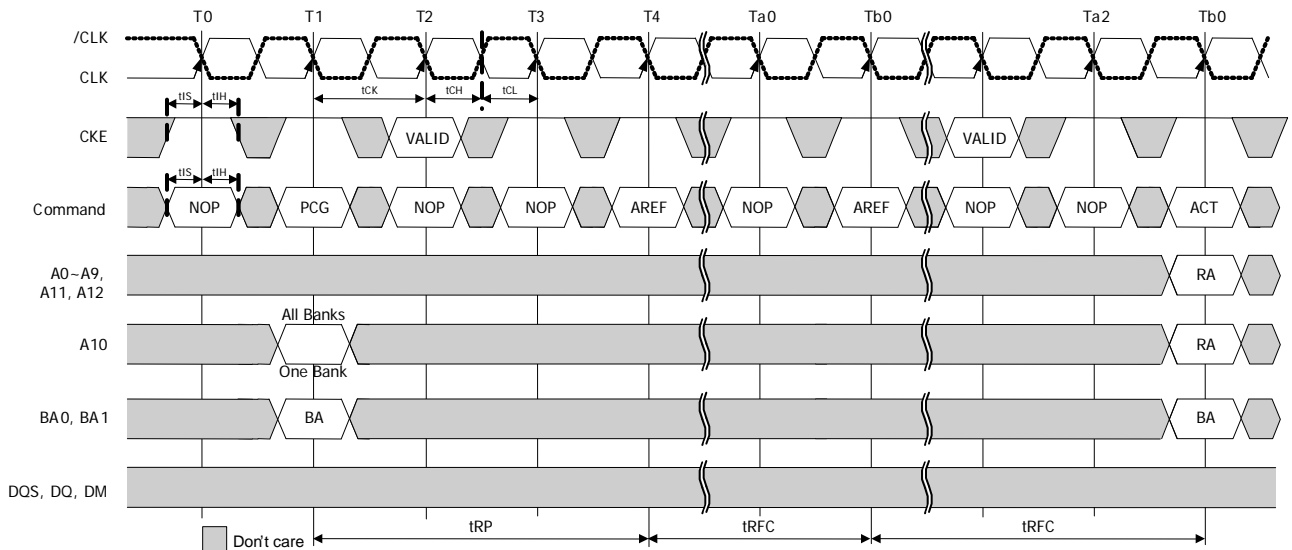 T0 T1 T2 T3 T4 Ta0 Tb0 Ta2 Tb0
/CLK
CLK
tCK tCH tCL
tIS tIH
CKE VALID VALID
tIS tIH
Command NOP PCG NOP NOP AREF NOP AREF NOP NOP ACT
A0~A9,
A11, A12 RA
All Banks
A10 RA
One Bank
BA0, BA1 BA BA
DQS, DQ, DM
tRP tRFC tRFC
Don't care